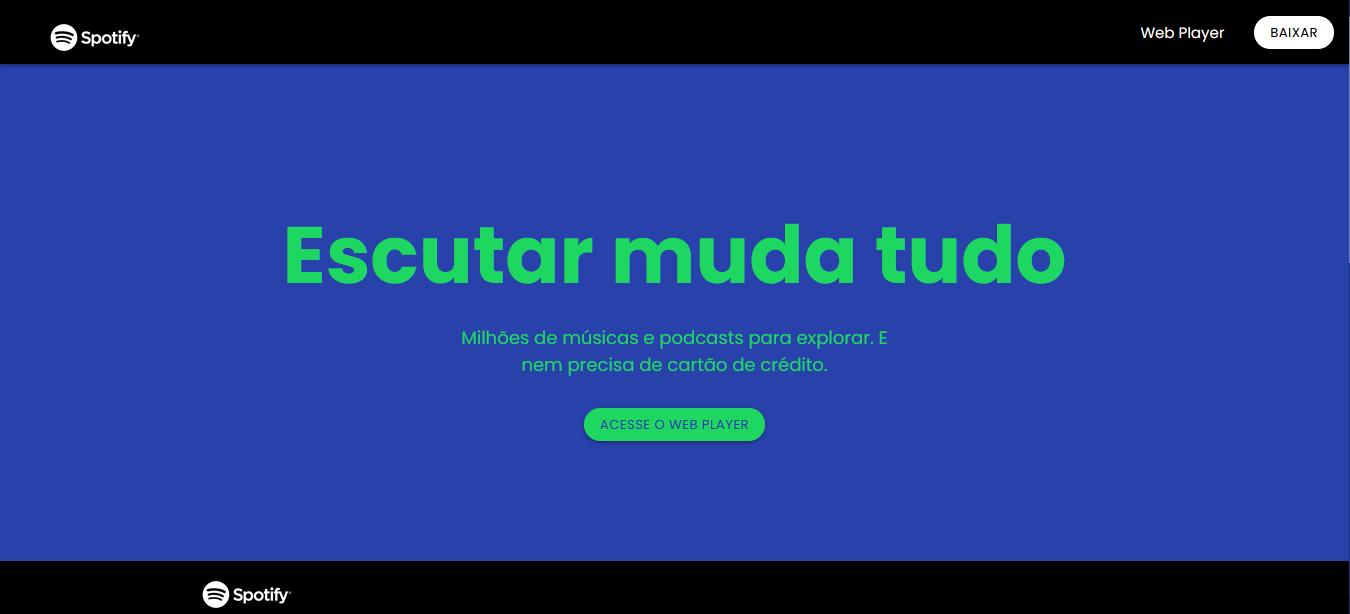 Spotify
Web Player
BAIXAR
Escutar muda tudo
Milhões de músicas e podcasts para explorar. E
nem precisa de cartão de crédito.
ACESSE O WEB PLAYER
Spotify